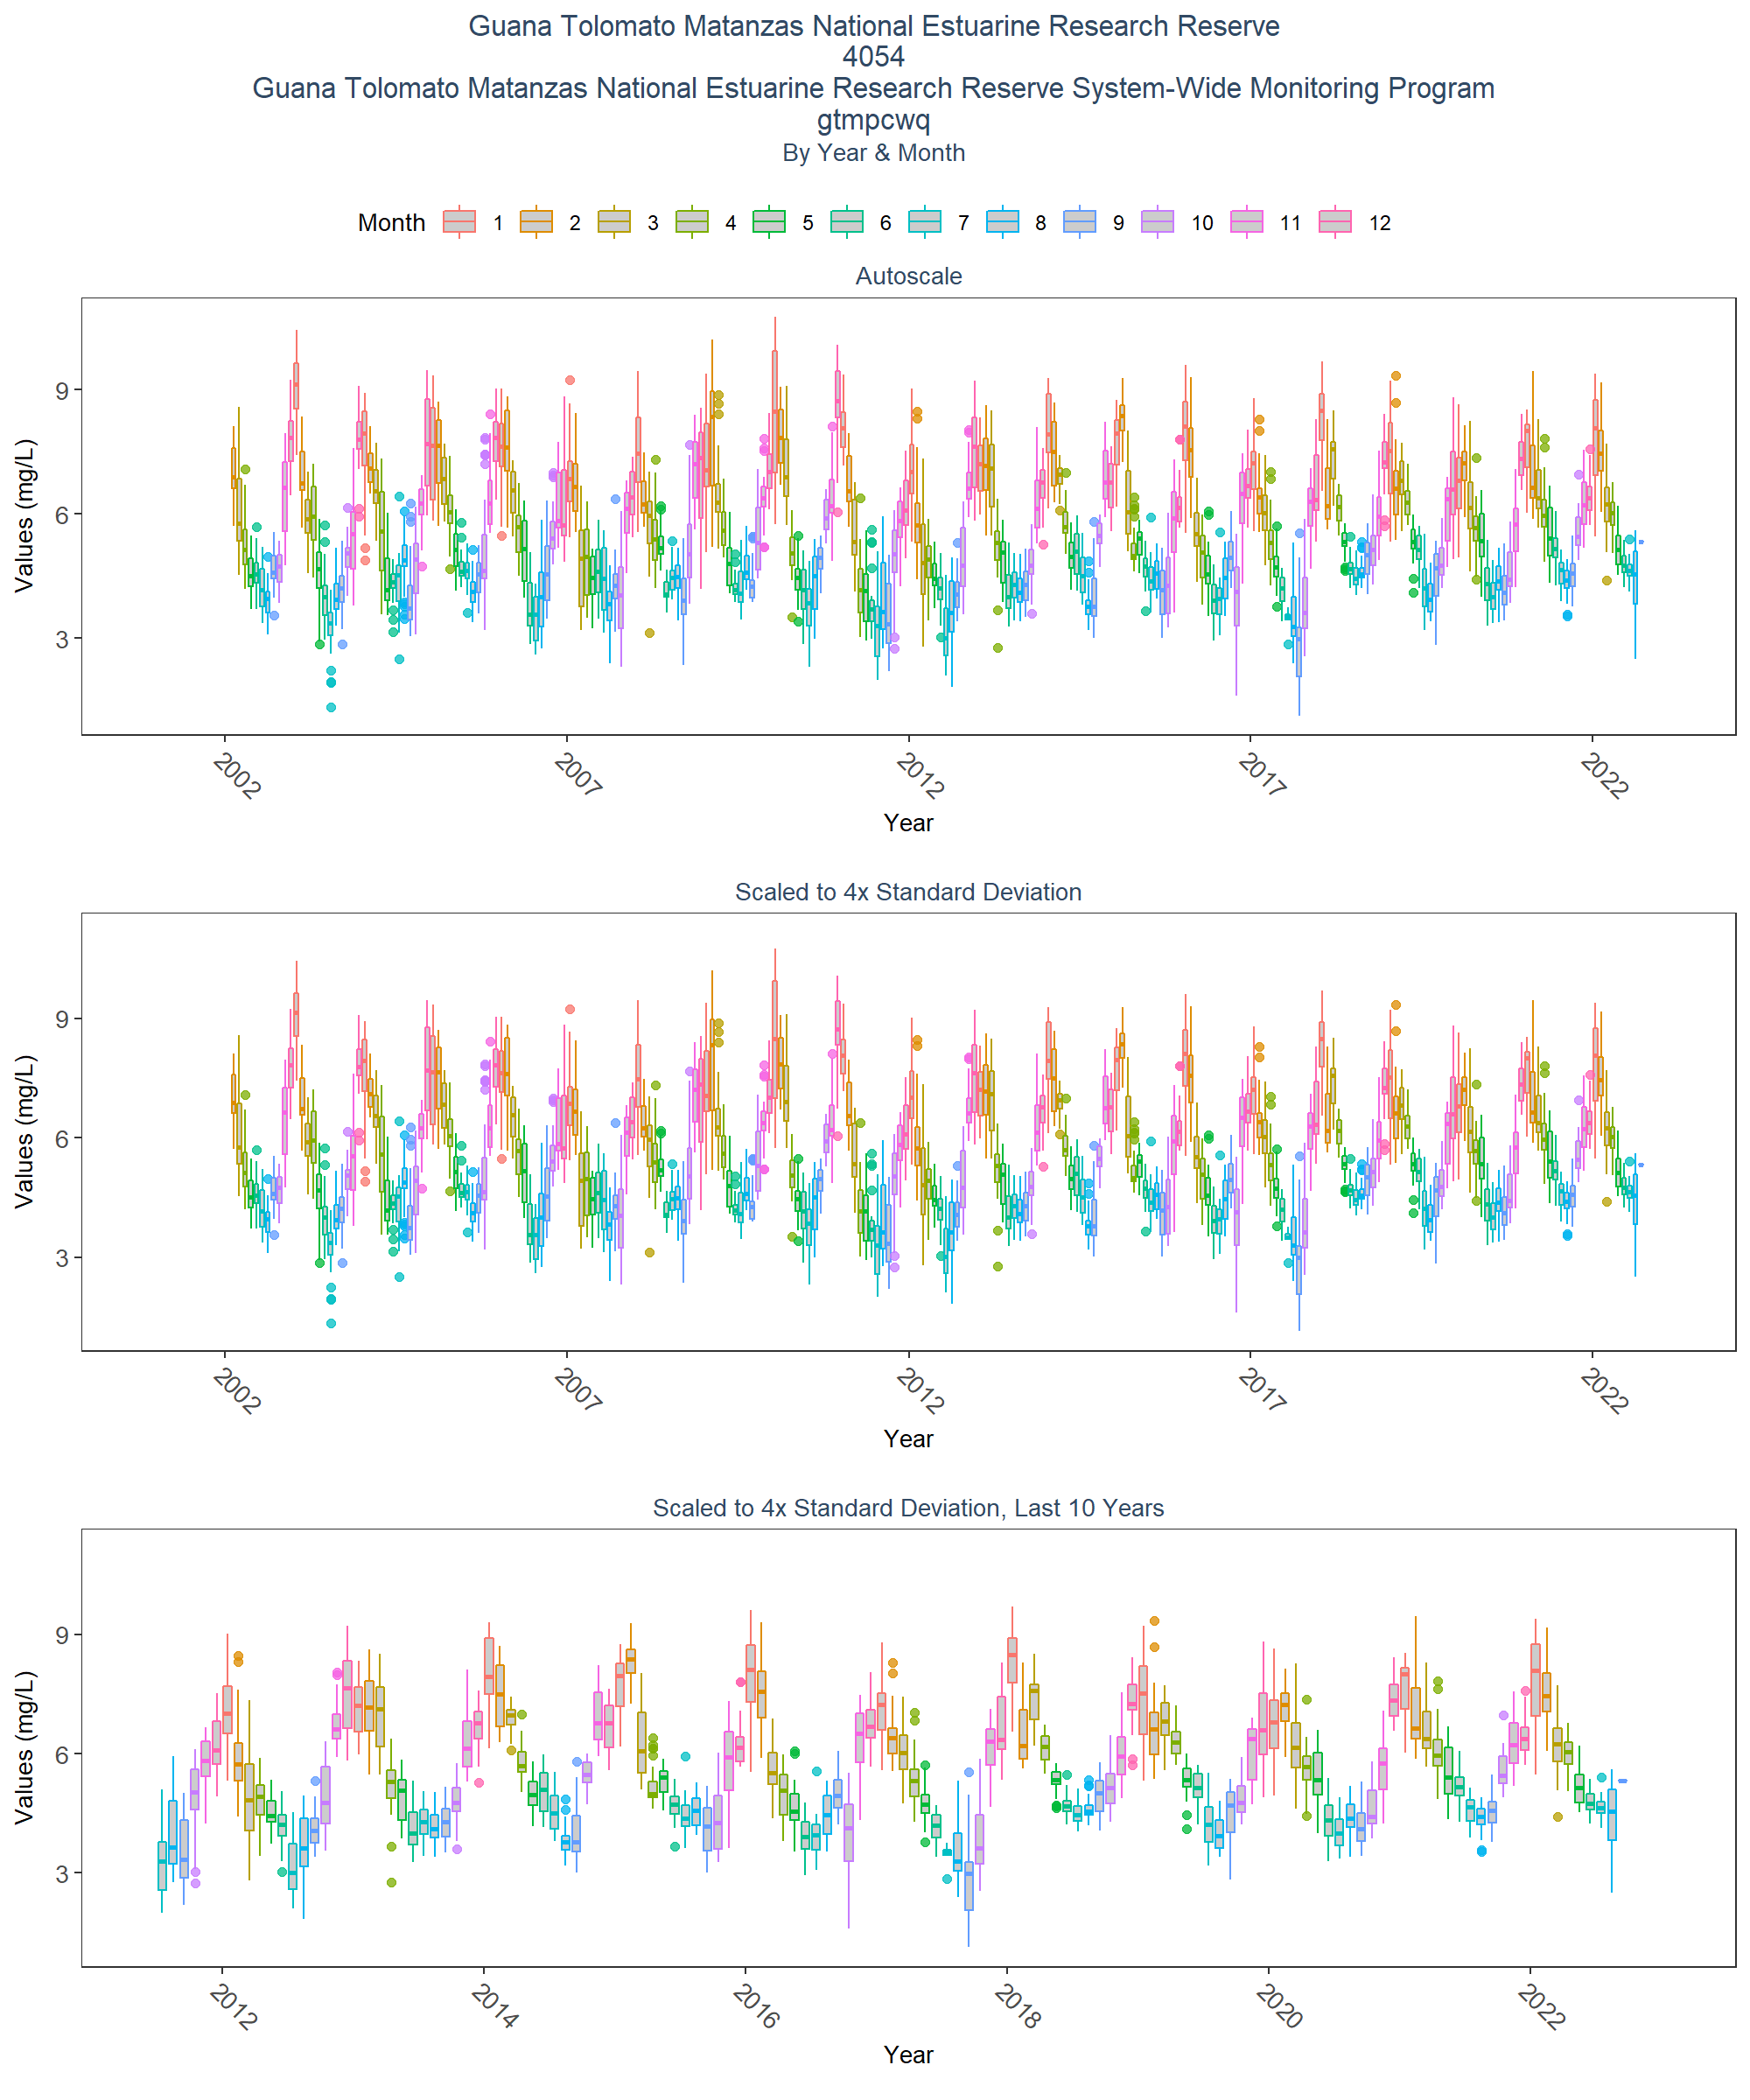 Guana Tolomato Matanzas National Estuarine Research Reserve
4054
Guana Tolomato Matanzas National Estuarine Research Reserve System-Wide Monitoring Program
gtmpcwq
By Year & Month
Month 1 2 3 4 5 6 7 8 9 10 11 12
Autoscale
Values (mg/L)
9
6
3
2002 2007 2012 2017 2022
Year
Scaled to 4x Standard Deviation
Values (mg/L)
9
6
3
2002 2007 2012 2017 2022
Year
Scaled to 4x Standard Deviation, Last 10 Years
Values (mg/L)
9
6
3
2012 2014 2016 2018 2020 2022
Year